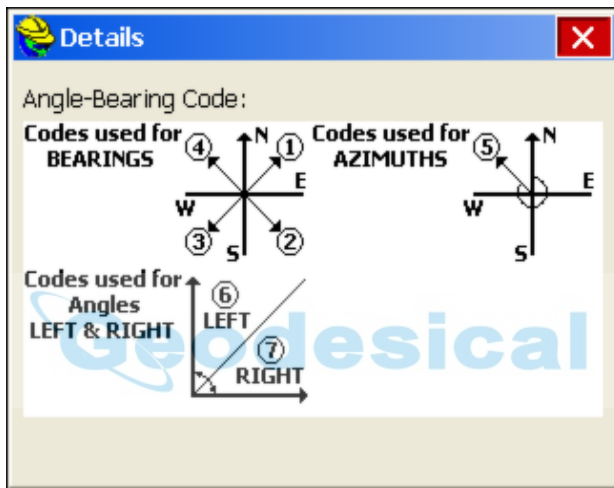 Details
Angle-Bearing Code:
Codes used for
BEARINGS
4
N
1
W
E
3
S
2
Codes used for
AZIMUTHS
5
N
W
E
S
Codes used for
Angles
LEFT & RIGHT
6
LEFT
7
RIGHT
Geodesical